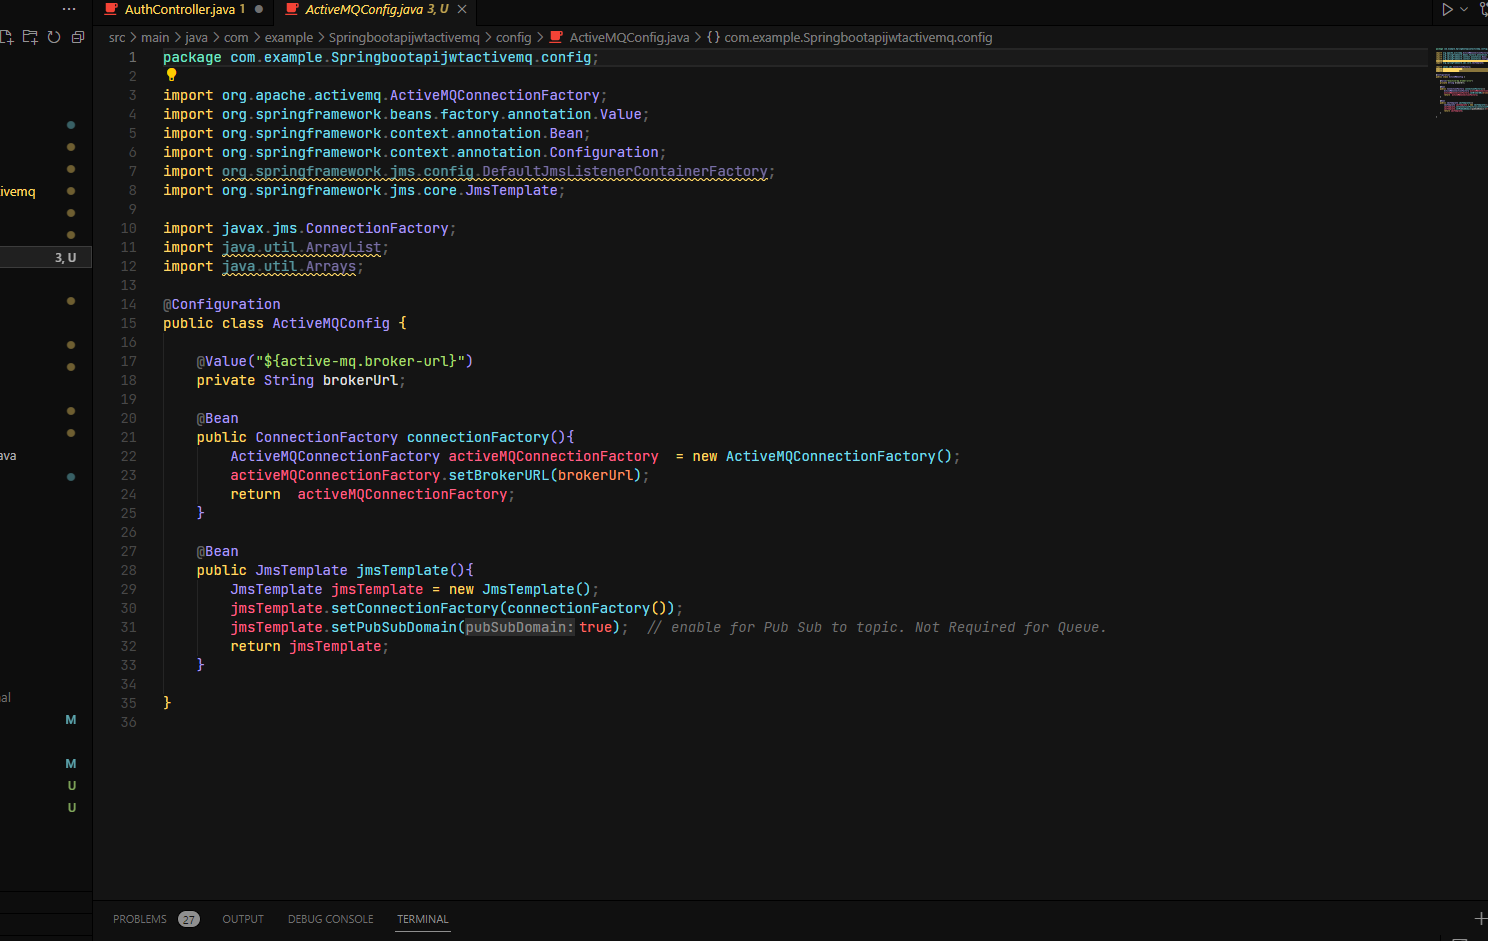 AuthController.java 1
ActiveMQConfig.java 3, U
src > main > java > com > example > Springbootapijwtactivemq > config > ActiveMQConfig.java > {} com.example.Springbootapijwtactivemq.config
1 package com.example.Springbootapijwtactivemq.config;
2
3 import org.apache.activemq.ActiveMQConnectionFactory;
4 import org.springframework.beans.factory.annotation.Value;
5 import org.springframework.context.annotation.Bean;
6 import org.springframework.context.annotation.Configuration;
7 import org.springframework.jms.config.DefaultJmsListenerContainerFactory;
8 import org.springframework.jms.core.JmsTemplate;
ivemq
9
10 import javax.jms.ConnectionFactory;
11 import java.util.ArrayList;
3, U
12 import java.util.Arrays;
13
14 @Configuration
15 public class ActiveMQConfig {
16
17 @Value("${active-mq.broker-url}")
18 private String brokerUrl;
19
20 @Bean
21 public ConnectionFactory connectionFactory(){
22 ActiveMQConnectionFactory activeMQConnectionFactory  = new ActiveMQConnectionFactory();
ava
23 activeMQConnectionFactory.setBrokerURL(brokerUrl);
24 return  activeMQConnectionFactory;
25 }
26
27 @Bean
28 public JmsTemplate jmsTemplate(){
29 JmsTemplate jmsTemplate = new JmsTemplate();
30 jmsTemplate.setConnectionFactory(connectionFactory());
31 jmsTemplate.setPubSubDomain(pubSubDomain: true);  // enable for Pub Sub to topic. Not Required for Queue.
32 return jmsTemplate;
33 }
34
35 }
36
al
M
M
U
U
PROBLEMS 27 OUTPUT DEBUG CONSOLE TERMINAL